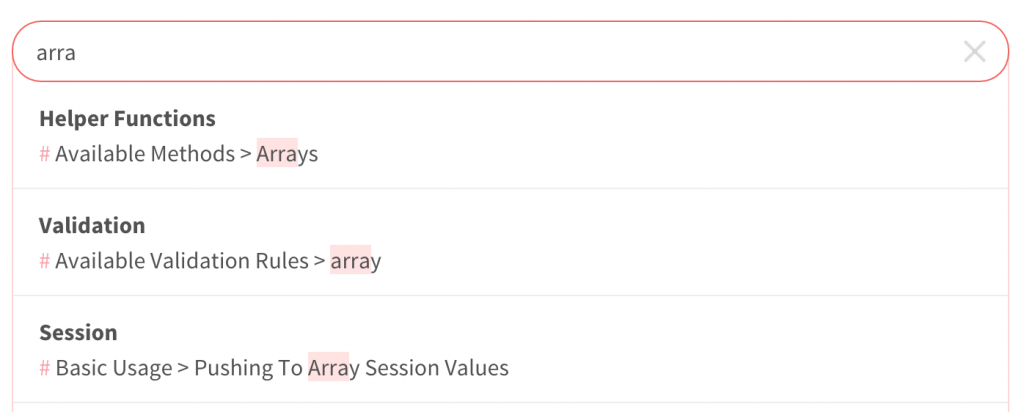 arra
Helper Functions
# Available Methods > Arrays
Validation
# Available Validation Rules > array
Session
# Basic Usage > Pushing To Array Session Values